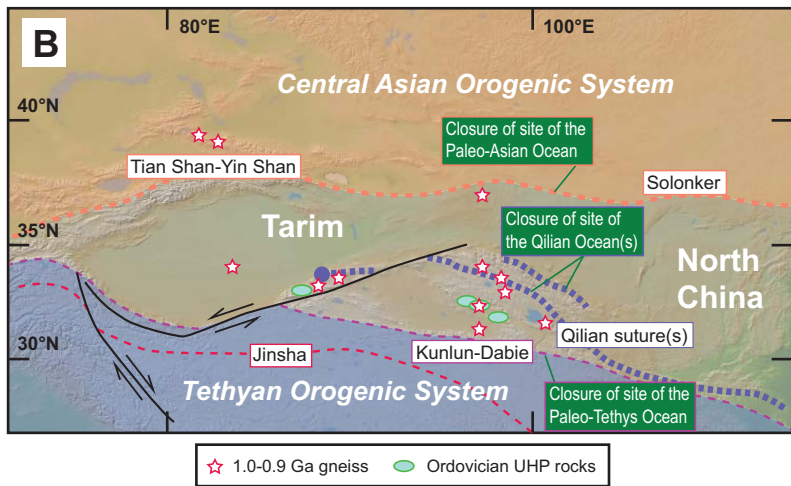 B
80°E
100°E
Central Asian Orogenic System
40°N
Closure of site of the
Paleo-Asian Ocean
Tian Shan-Yin Shan
Solonker
Tarim
Closure of site of
the Qilian Ocean(s)
35°N
North
China
Qilian suture(s)
Jinsha
Kunlun-Dabie
30°N
Tethyan Orogenic System
Closure of site of the
Paleo-Tethys Ocean
1.0-0.9 Ga gneiss
Ordovician UHP rocks